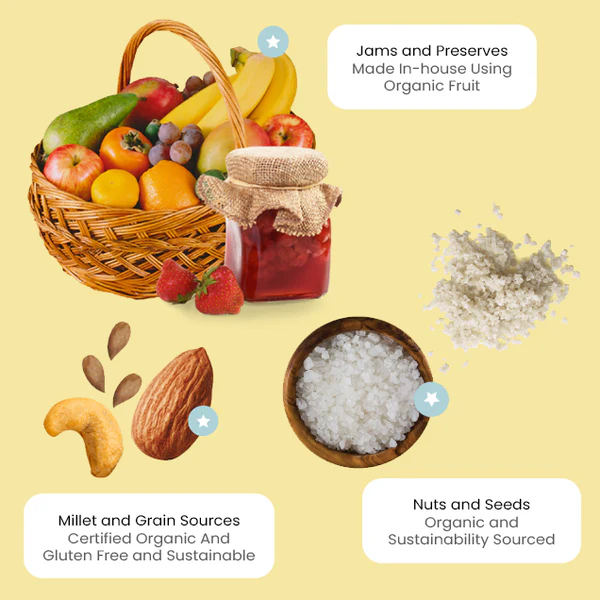 Jams and Preserves
Made In-house Using
Organic Fruit
Millet and Grain Sources
Certified Organic And
Gluten Free and Sustainable
Nuts and Seeds
Organic and
Sustainability Sourced